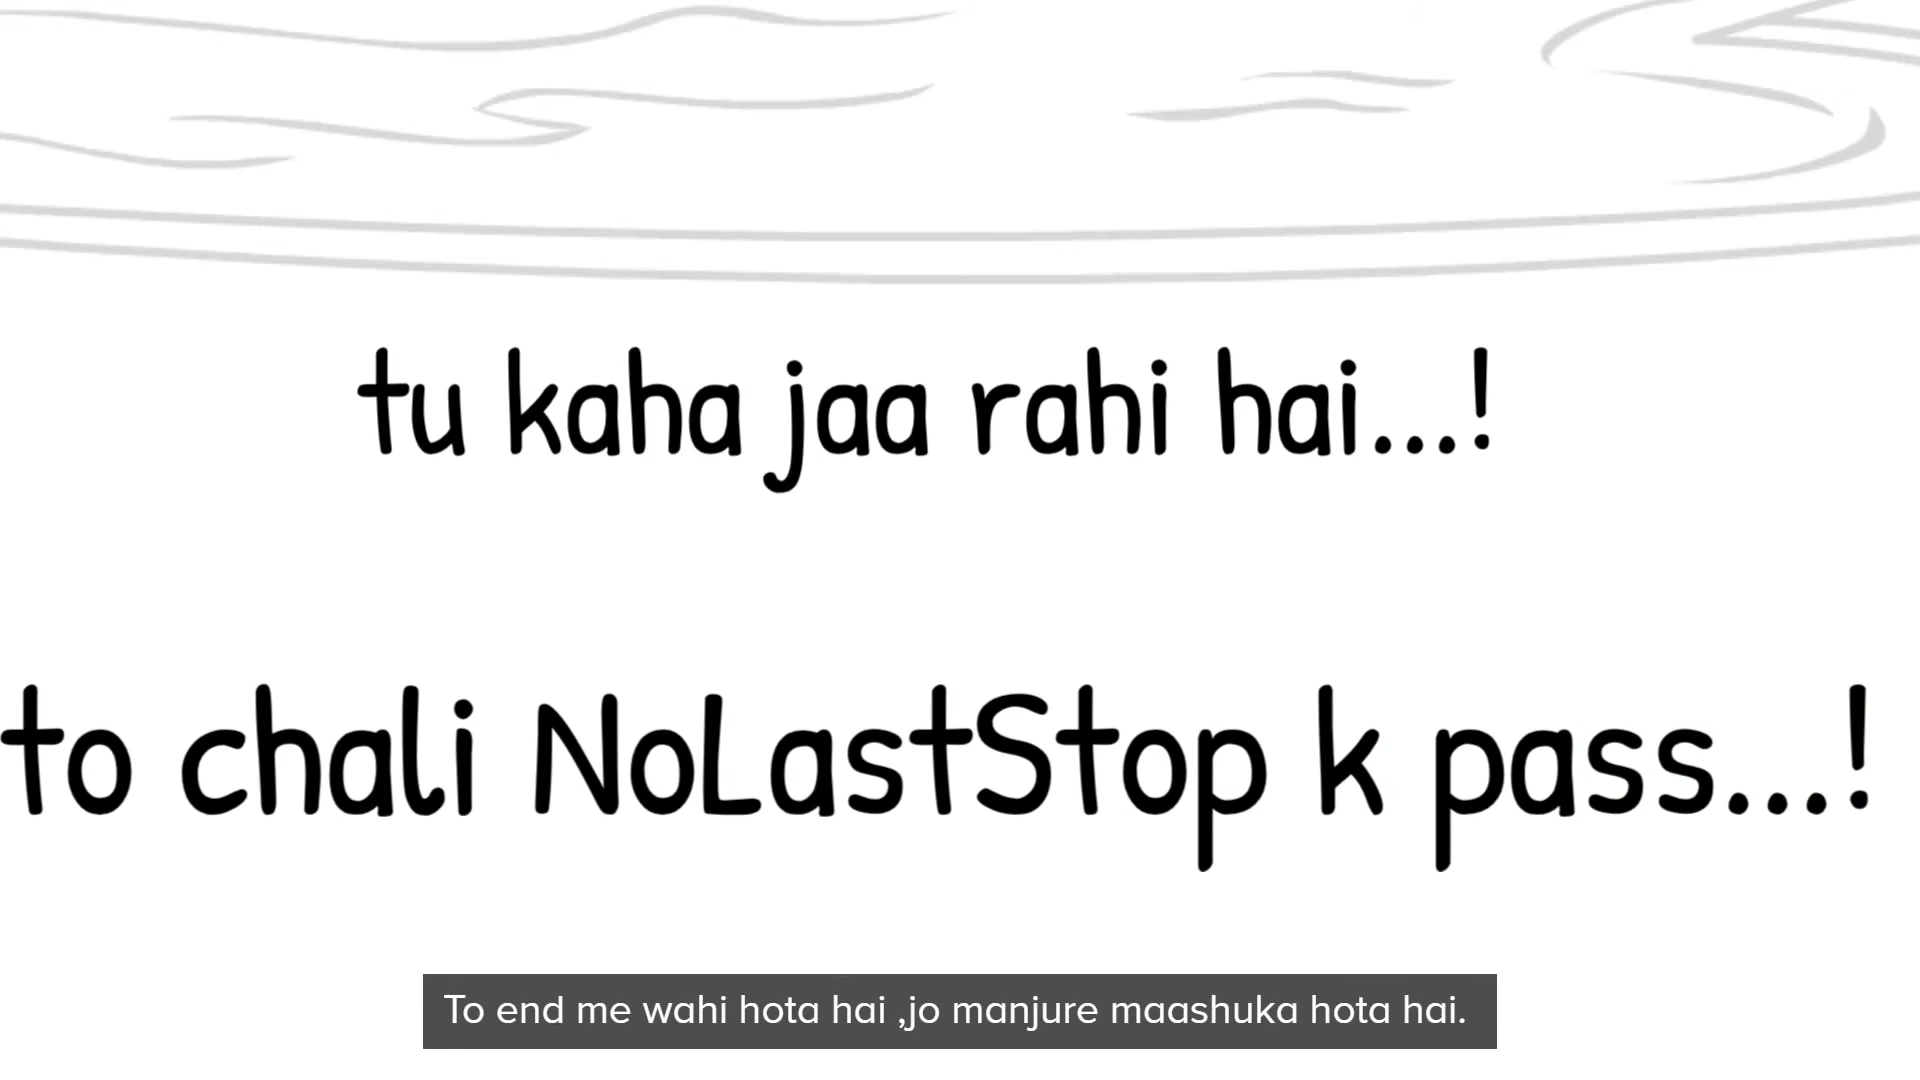 tu kaha jaa rahi hai...!
to chali NoLastStop k pass...!
To end me wahi hota hai ,jo manjure maashuka hota hai.